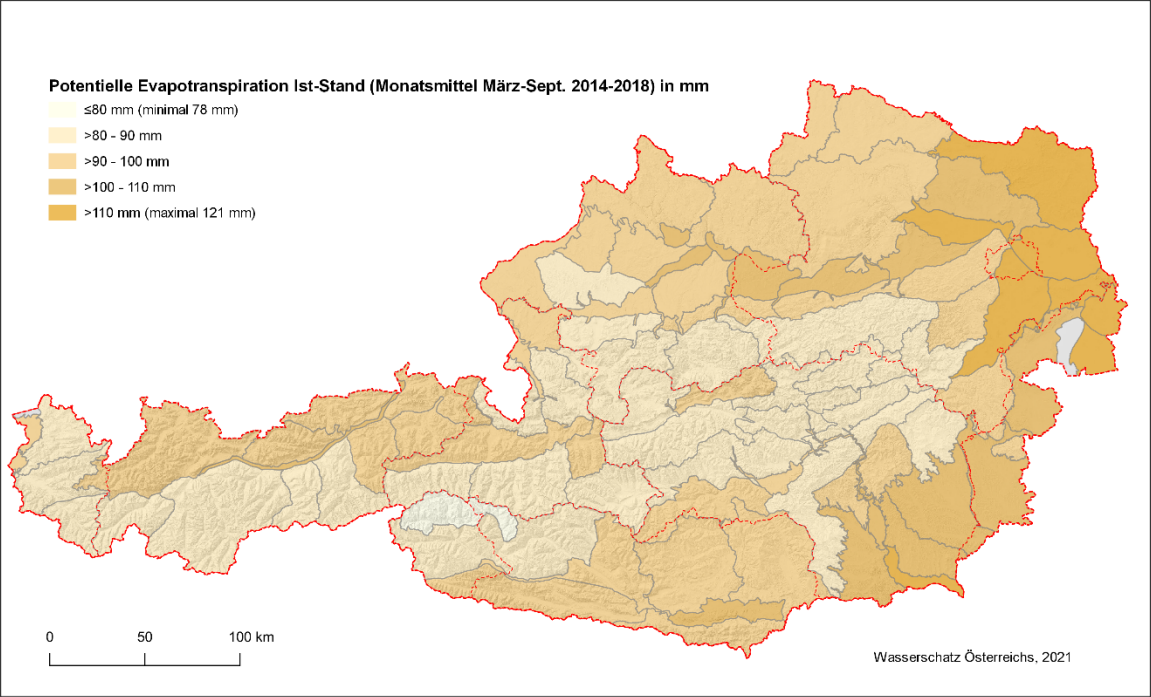 Potentielle Evapotranspiration Ist-Stand (Monatsmittel März-Sept. 2014-2018) in mm
≤80 mm (minimal 78 mm)
>80 - 90 mm
>90 - 100 mm
>100 - 110 mm
>110 mm (maximal 121 mm)
0 50 100 km
Wasserschatz Österreichs, 2021